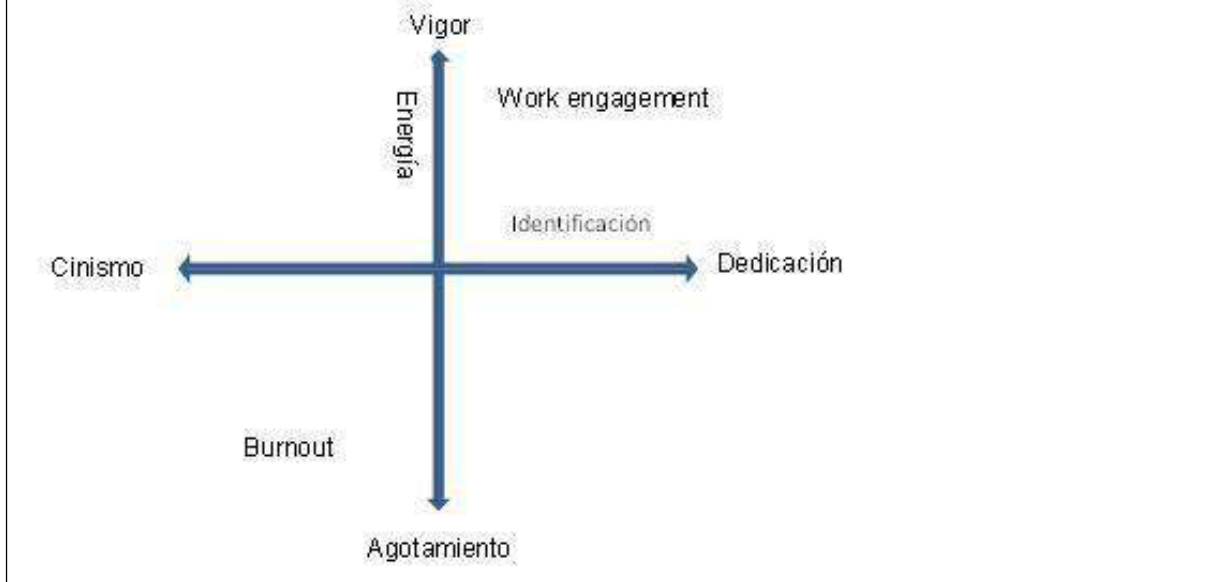 Vigor
Energía
Work engagement
Identificación
Cinismo
Dedicación
Burnout
Agotamiento